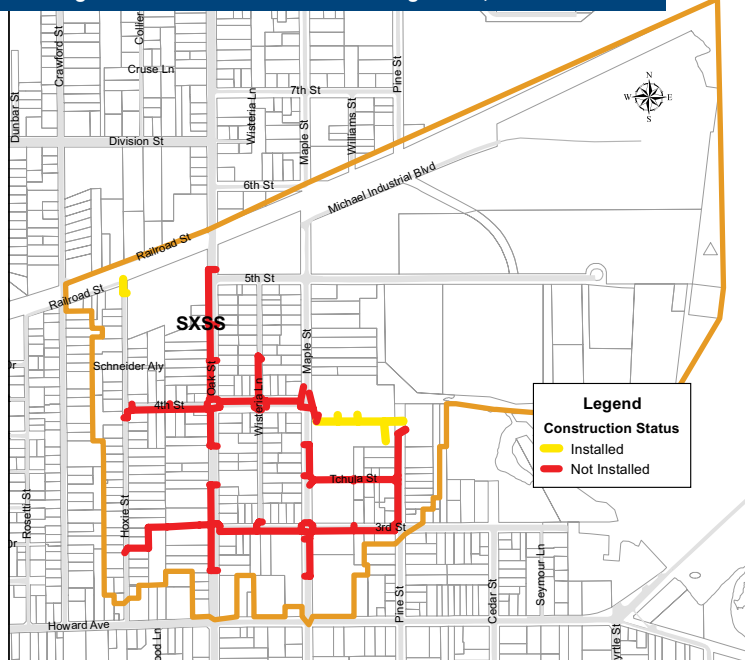 Crawford St
Collier
Cruse Ln
Dunbar St
7th St
Pine St
Wisteria Ln
Maple St
Williams St
Division St
N
W E
S
6th St
Michael Industrial Blvd
Railroad St
Railroad St
5th St
SXSS
Maple St
Schneider Aly
Oak St
Wisteria Ln
4th St
Legend
Construction Status
Installed
Not Installed
Tchula St
Rosetti St
Hoxie St
3rd St
Seymour Ln
Pine St
Cedar St
Howard Ave